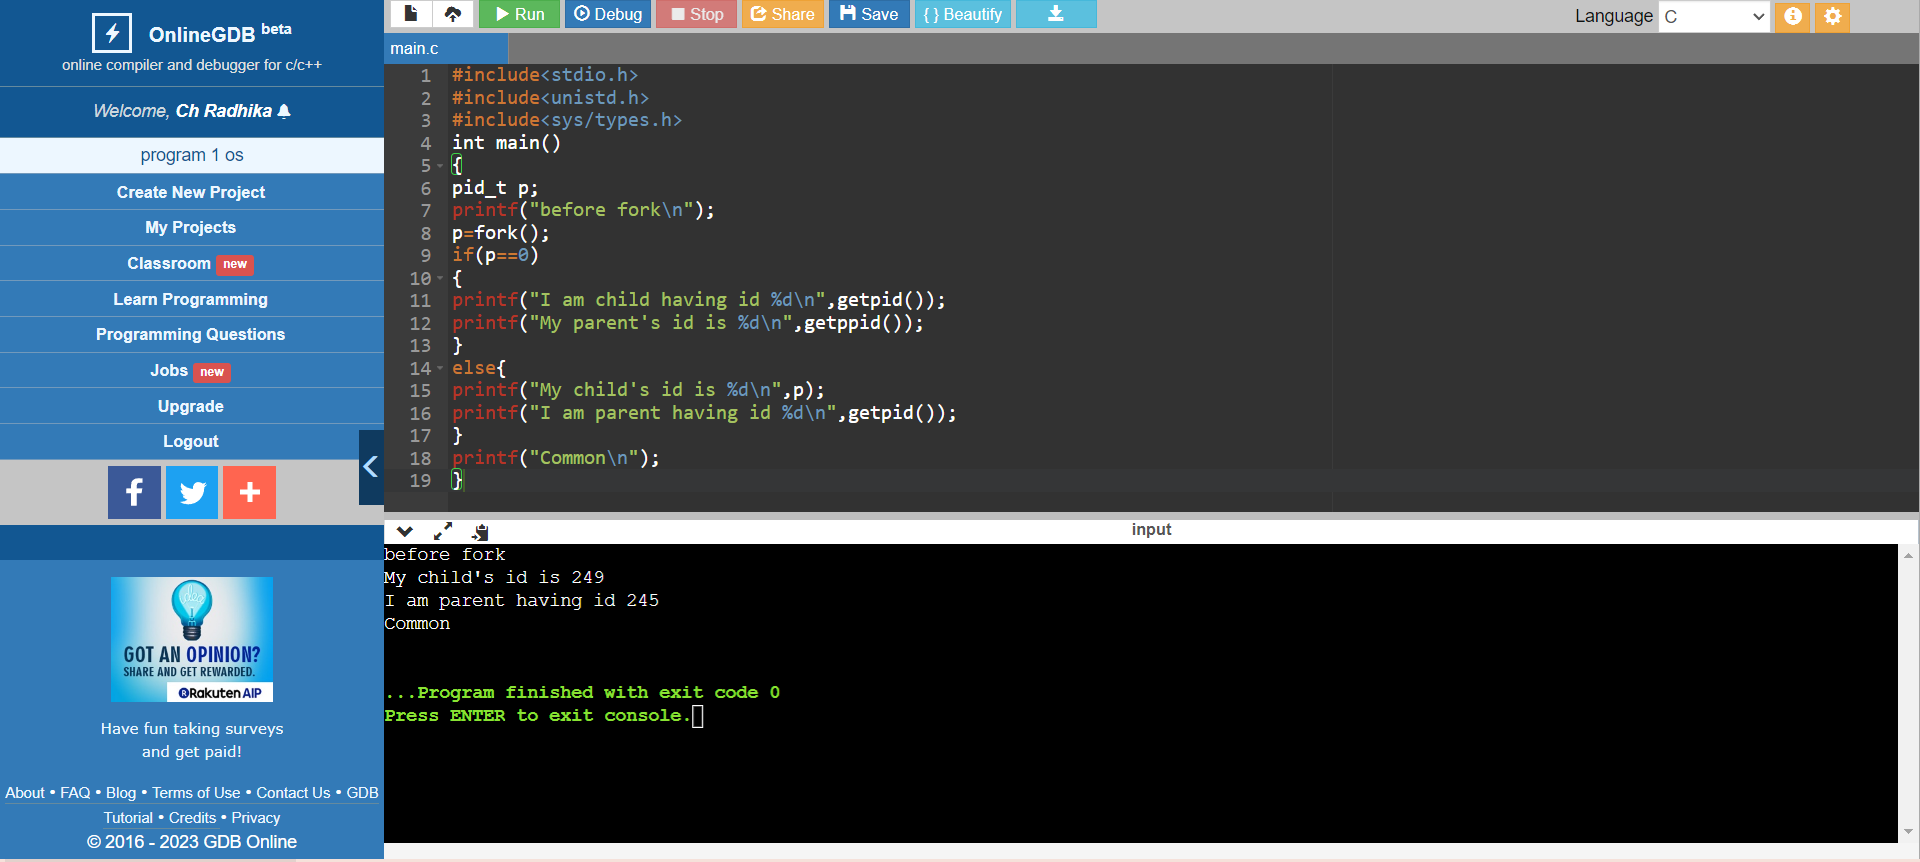 OnlineGDB beta
online compiler and debugger for c/c++
Welcome, Ch Radhika
program 1 os
Create New Project
My Projects
Classroom new
Learn Programming
Programming Questions
Jobs new
Upgrade
Logout
GOT AN OPINION?
SHARE AND GET REWARDED.
Rakuten AIP
Have fun taking surveys
and get paid!
About • FAQ • Blog • Terms of Use • Contact Us • GDB
Tutorial • Credits • Privacy
© 2016 - 2023 GDB Online
Run Debug Stop Share Save { } Beautify
Language C
main.c
1 #include<stdio.h>
2 #include<unistd.h>
3 #include<sys/types.h>
4 int main()
5 {
6 pid_t p;
7 printf("before fork\n");
8 p=fork();
9 if(p==0)
10 {
11 printf("I am child having id %d\n",getpid());
12 printf("My parent's id is %d\n",getppid());
13 }
14 else{
15 printf("My child's id is %d\n",p);
16 printf("I am parent having id %d\n",getpid());
17 }
18 printf("Common\n");
19 }
input
before fork
My child's id is 249
I am parent having id 245
Common
...Program finished with exit code 0
Press ENTER to exit console.